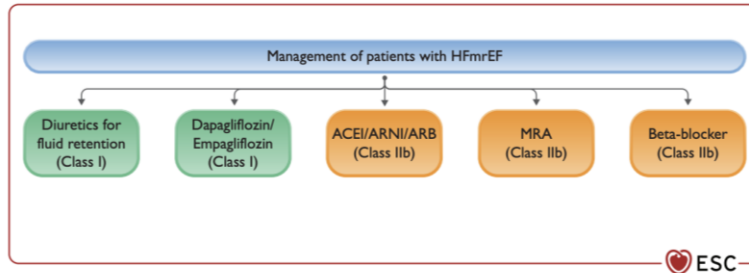 Management of patients with HFmrEF
Diuretics for
fluid retention
(Class I)
Dapagliflozin/
Empagliflozin
(Class I)
ACEI/ARNI/ARB
(Class IIb)
MRA
(Class IIb)
Beta-blocker
(Class IIb)
ESC